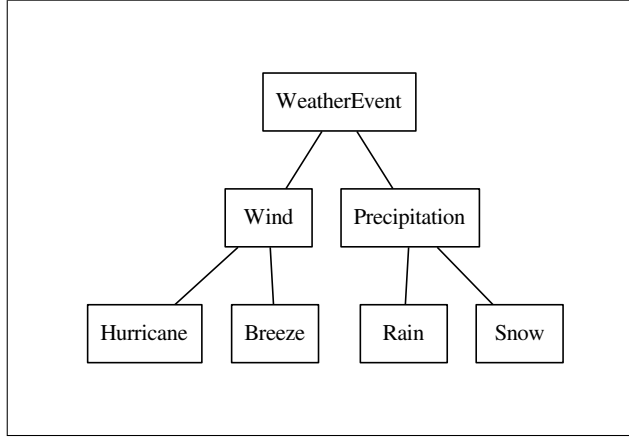 WeatherEvent
Wind
Precipitation
Hurricane
Breeze
Rain
Snow